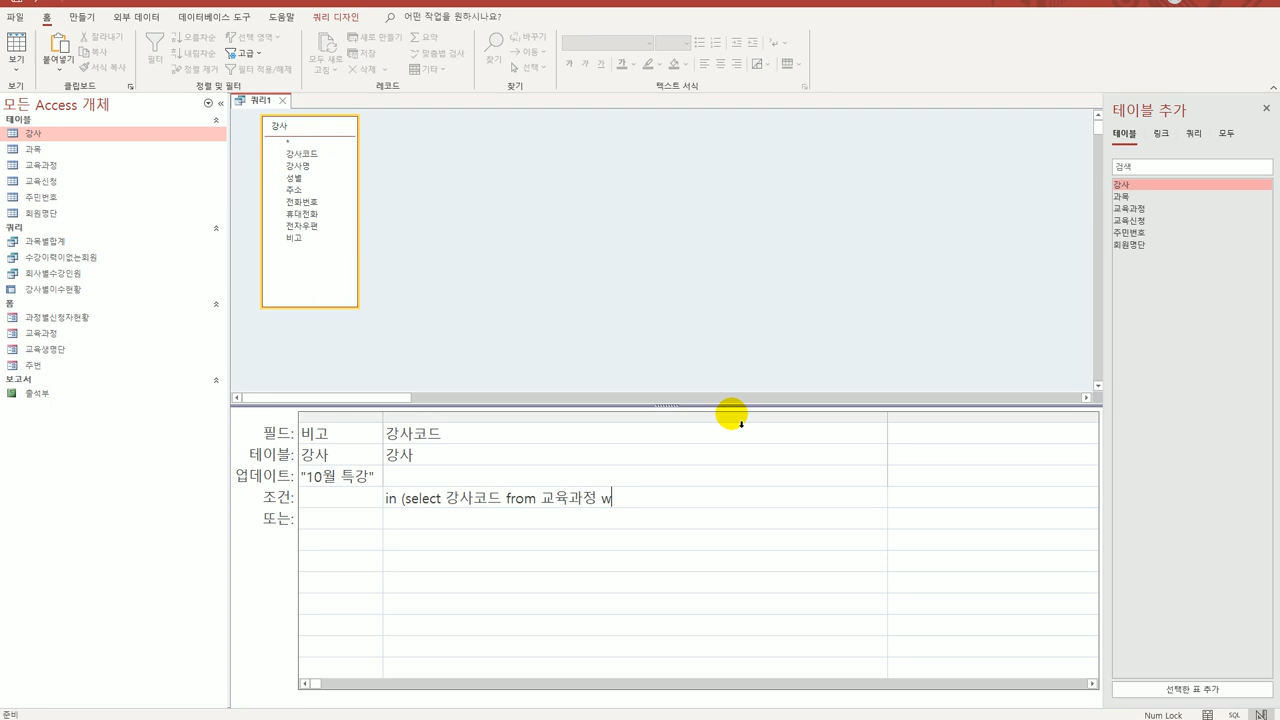 파일 홈 만들기 외부 데이터 데이터베이스 도구 도움말 쿼리 디자인 어떤 작업을 원하시나요?
보기 붙여넣기 잘라내기 복사 서식 복사 필터 오름차순 내림차순 정렬 제거 선택 영역 고급 필터 적용/해제 모두 새로 고침 새로 만들기 저장 삭제 요약 맞춤법 검사 기타 찾기 바꾸기 이동 선택
가 가 가 가 가
보기 클립보드 정렬 및 필터 레코드 찾기 텍스트 서식
모든 Access 개체
테이블
강사
과목
교육과정
교육신청
주민번호
회원명단
쿼리
과목별합계
수강이력이없는회원
회사별수강인원
강사별이수현황
폼
과정별신청자현황
교육과정
교육생명단
주번
보고서
출석부
쿼리1
강사
*
강사코드
강사명
성별
주소
전화번호
휴대전화
전자우편
비고
필드: 비고 강사코드
테이블: 강사 강사
업데이트: "10월 특강"
조건: in (select 강사코드 from 교육과정 w
또는:
테이블 추가
테이블 링크 쿼리 모두
검색
강사
과목
교육과정
교육신청
주민번호
회원명단
선택한 표 추가
준비 Num Lock SQL